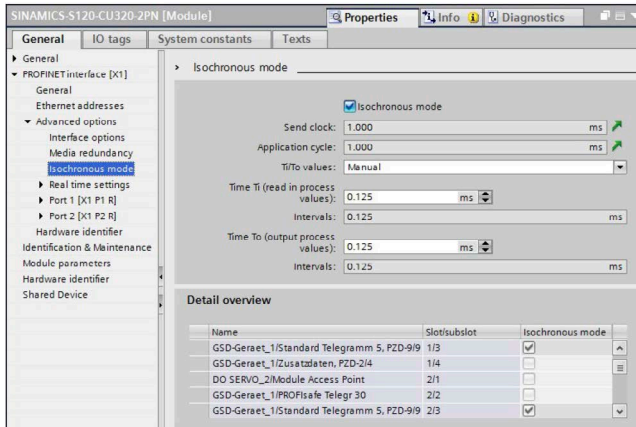 SINAMICS-S120-CU320-2PN [Module]
Properties
Info
Diagnostics
General
IO tags
System constants
Texts
General
PROFINET interface [X1]
General
Ethernet addresses
Advanced options
Interface options
Media redundancy
Isochronous mode
Real time settings
Port 1 [X1 P1 R]
Port 2 [X1 P2 R]
Hardware identifier
Identification & Maintenance
Module parameters
Hardware identifier
Shared Device
Isochronous mode
Isochronous mode
Send clock: 1.000 ms
Application cycle: 1.000 ms
Ti/To values: Manual
Time Ti (read in process
values): 0.125 ms
Intervals: 0.125 ms
Time To (output process
values): 0.125 ms
Intervals: 0.125 ms
Detail overview
Name Slot/subslot Isochronous mode
GSD-Geraet_1/Standard Telegramm 5, PZD-9/9 1/3
GSD-Geraet_1/Zusatzdaten, PZD-2/4 1/4
DO SERVO_2/Module Access Point 2/1
GSD-Geraet_1/PROFIsafe Telegr 30 2/2
GSD-Geraet_1/Standard Telegramm 5, PZD-9/9 2/3